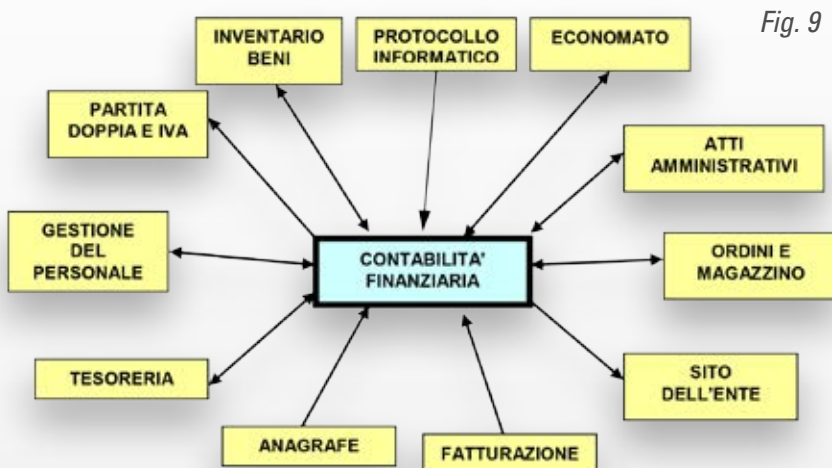 Fig. 9
INVENTARIO
BENI
PROTOCOLLO
INFORMATICO
ECONOMATO
PARTITA
DOPPIA E IVA
ATTI
AMMINISTRATIVI
GESTIONE
DEL
PERSONALE
CONTABILITA'
FINANZIARIA
ORDINI E
MAGAZZINO
TESORERIA
SITO
DELL'ENTE
ANAGRAFE
FATTURAZIONE